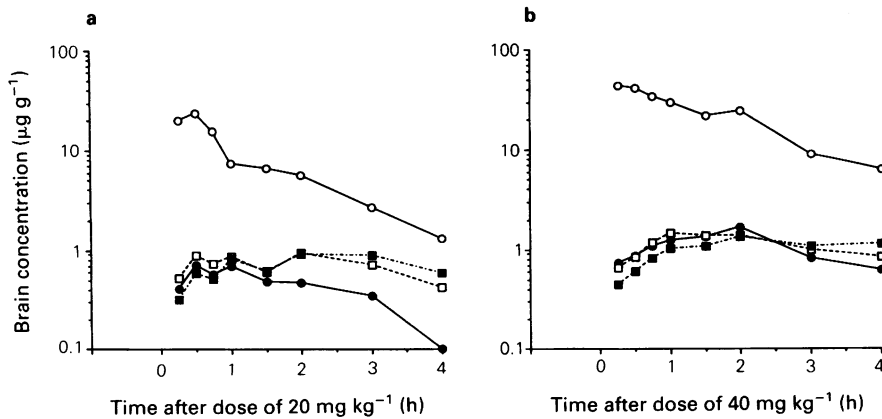 a
100
10
1
0.1
Brain concentration (μg g⁻¹)
0 1 2 3 4
Time after dose of 20 mg kg⁻¹ (h)
b
100
10
1
0.1
0 1 2 3 4
Time after dose of 40 mg kg⁻¹ (h)